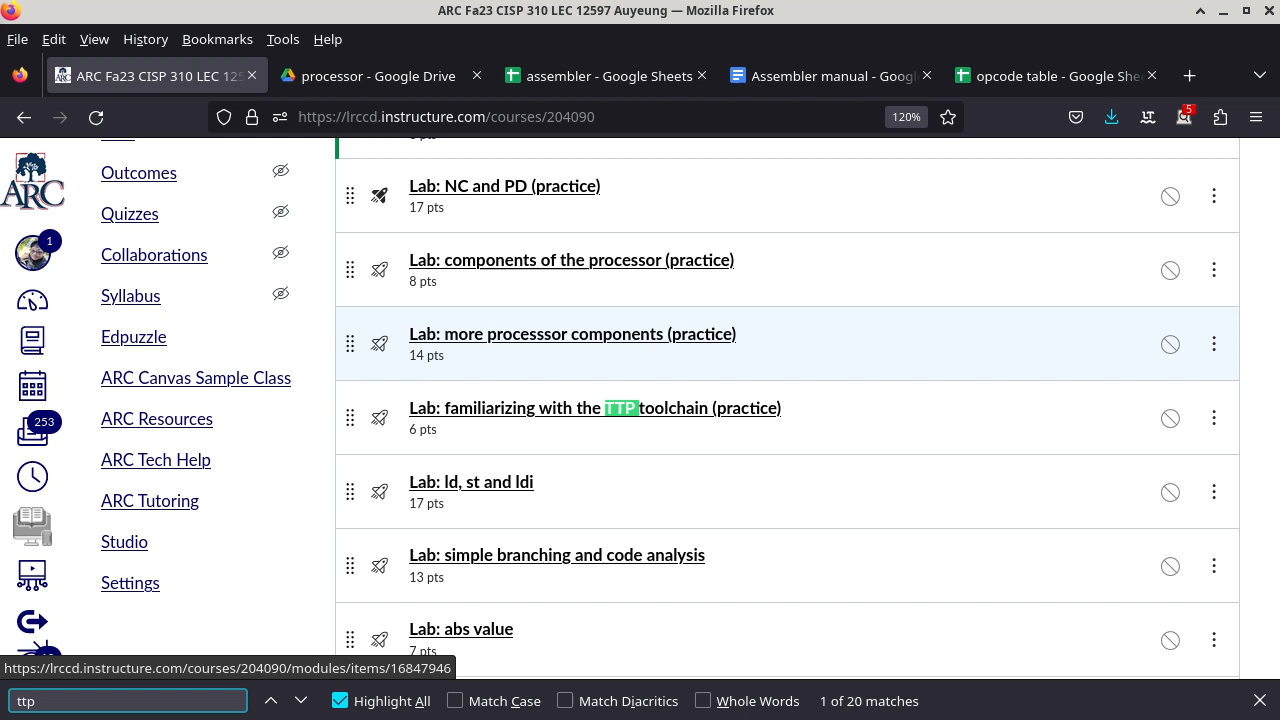 ARC Fa23 CISP 310 LEC 12597 Auyeung — Mozilla Firefox
File Edit View History Bookmarks Tools Help
ARC Fa23 CISP 310 LEC 125
processor - Google Drive
assembler - Google Sheets
Assembler manual - Googl
opcode table - Google She
https://lrccd.instructure.com/courses/204090
120%
5
ARC
1
253
Outcomes
Quizzes
Collaborations
Syllabus
Edpuzzle
ARC Canvas Sample Class
ARC Resources
ARC Tech Help
ARC Tutoring
Studio
Settings
Lab: NC and PD (practice)
17 pts
Lab: components of the processor (practice)
8 pts
Lab: more processsor components (practice)
14 pts
Lab: familiarizing with the TTP toolchain (practice)
6 pts
Lab: ld, st and ldi
17 pts
Lab: simple branching and code analysis
13 pts
Lab: abs value
7 pts
https://lrccd.instructure.com/courses/204090/modules/items/16847946
ttp
Highlight All
Match Case
Match Diacritics
Whole Words
1 of 20 matches